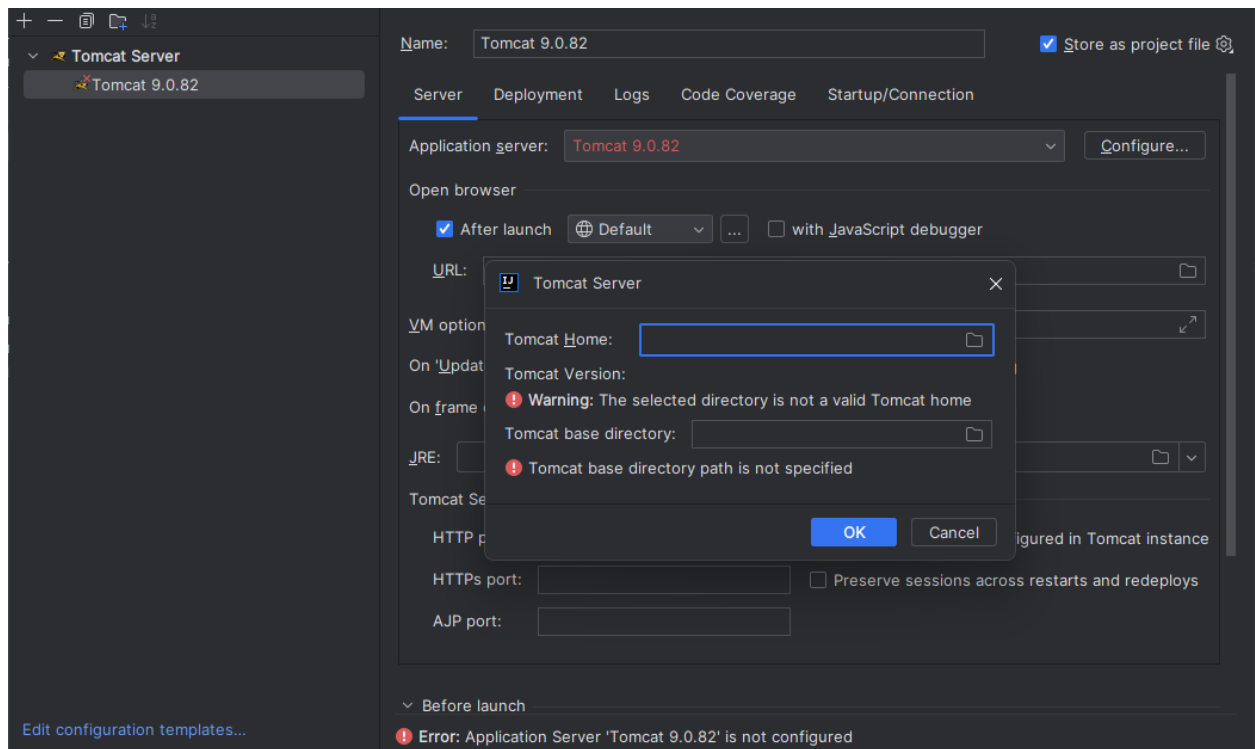 Name: Tomcat 9.0.82 Store as project file
Tomcat Server
Tomcat 9.0.82
Server Deployment Logs Code Coverage Startup/Connection
Application server: Tomcat 9.0.82 Configure...
Open browser
After launch Default ... with JavaScript debugger
URL:
Tomcat Server
VM option
Tomcat Home:
On 'Updat
Tomcat Version:
Warning: The selected directory is not a valid Tomcat home
On frame
Tomcat base directory:
JRE:
Tomcat base directory path is not specified
Tomcat Se
OK Cancel
HTTP p igured in Tomcat instance
HTTPs port: Preserve sessions across restarts and redeploys
AJP port:
Before launch
Edit configuration templates...
Error: Application Server 'Tomcat 9.0.82' is not configured